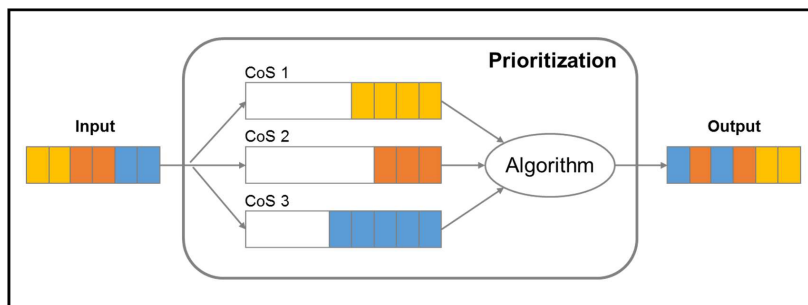 Prioritization
Input
CoS 1
CoS 2
CoS 3
Algorithm
Output